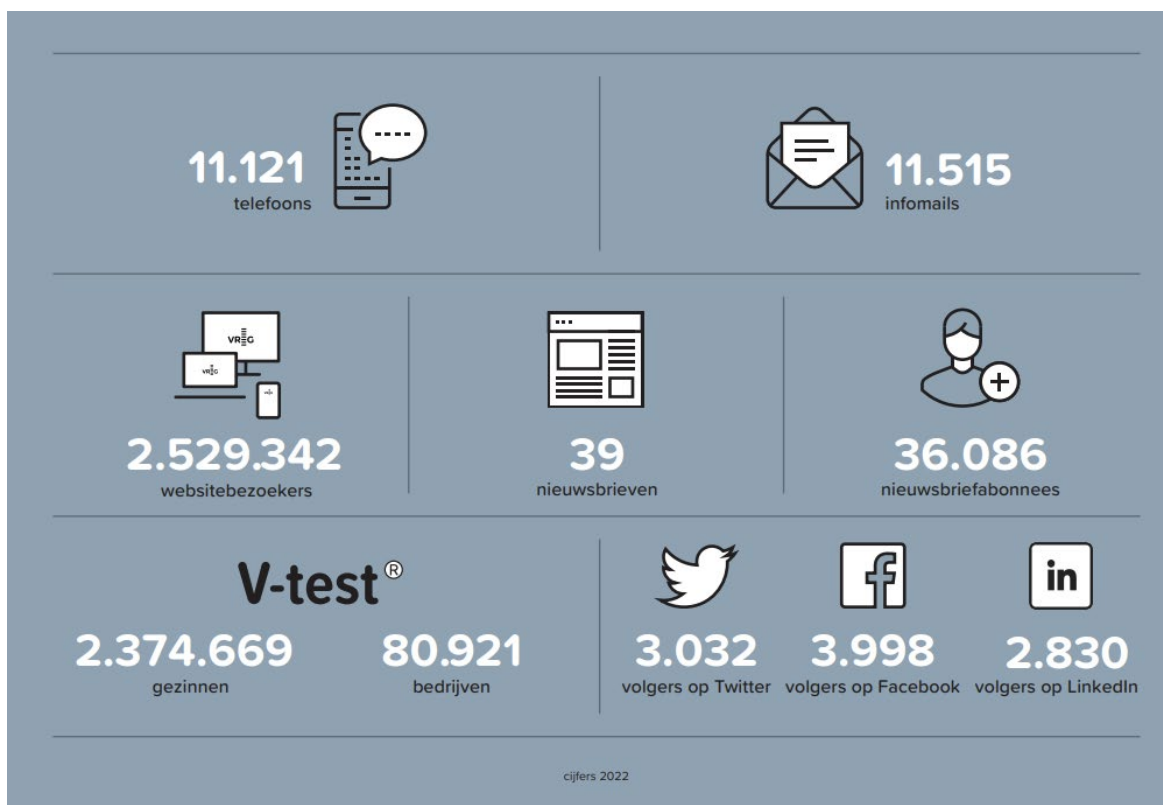 11.121
telefoons
11.515
infomails
VREG
VREG
2.529.342
websitebezoekers
39
nieuwsbrieven
36.086
nieuwsbriefabonnees
V-test®
2.374.669
gezinnen
80.921
bedrijven
3.032
volgers op Twitter
3.998
volgers op Facebook
in
2.830
volgers op LinkedIn
cijfers 2022